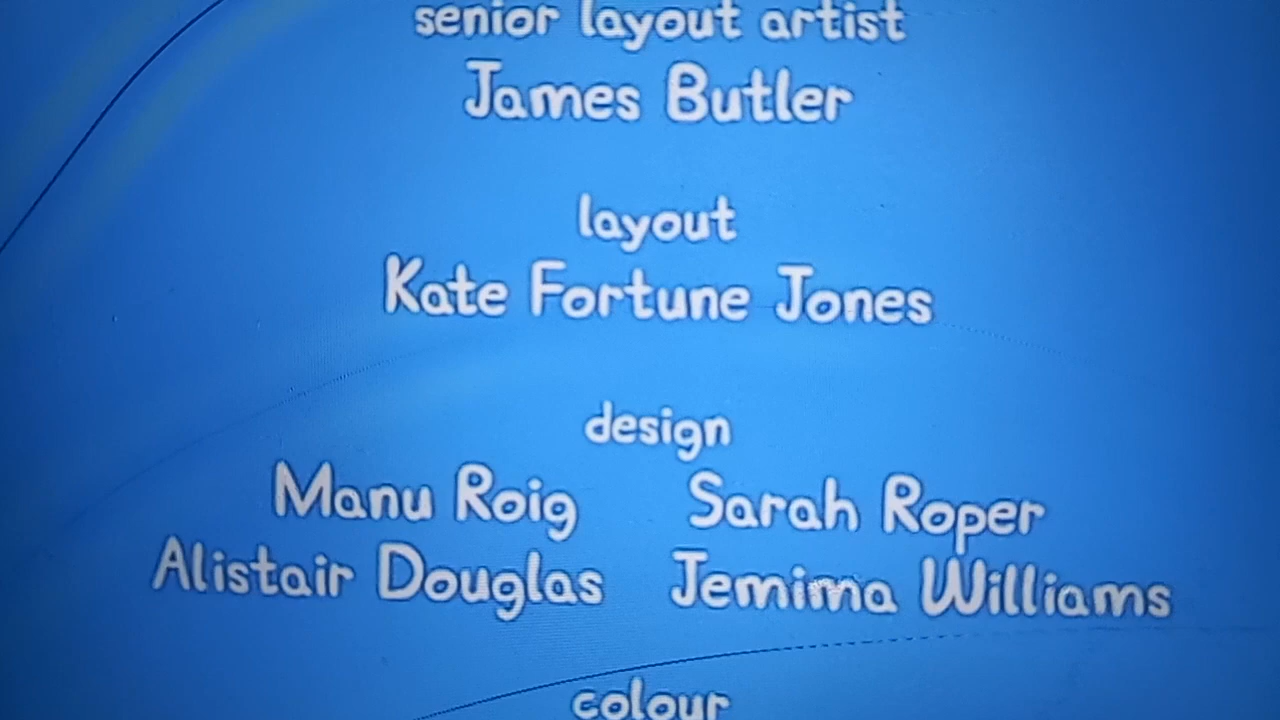 senior layout artist
James Butler
layout
Kate Fortune Jones
design
Manu Roig Sarah Roper
Alistair Douglas Jemima Williams
colour